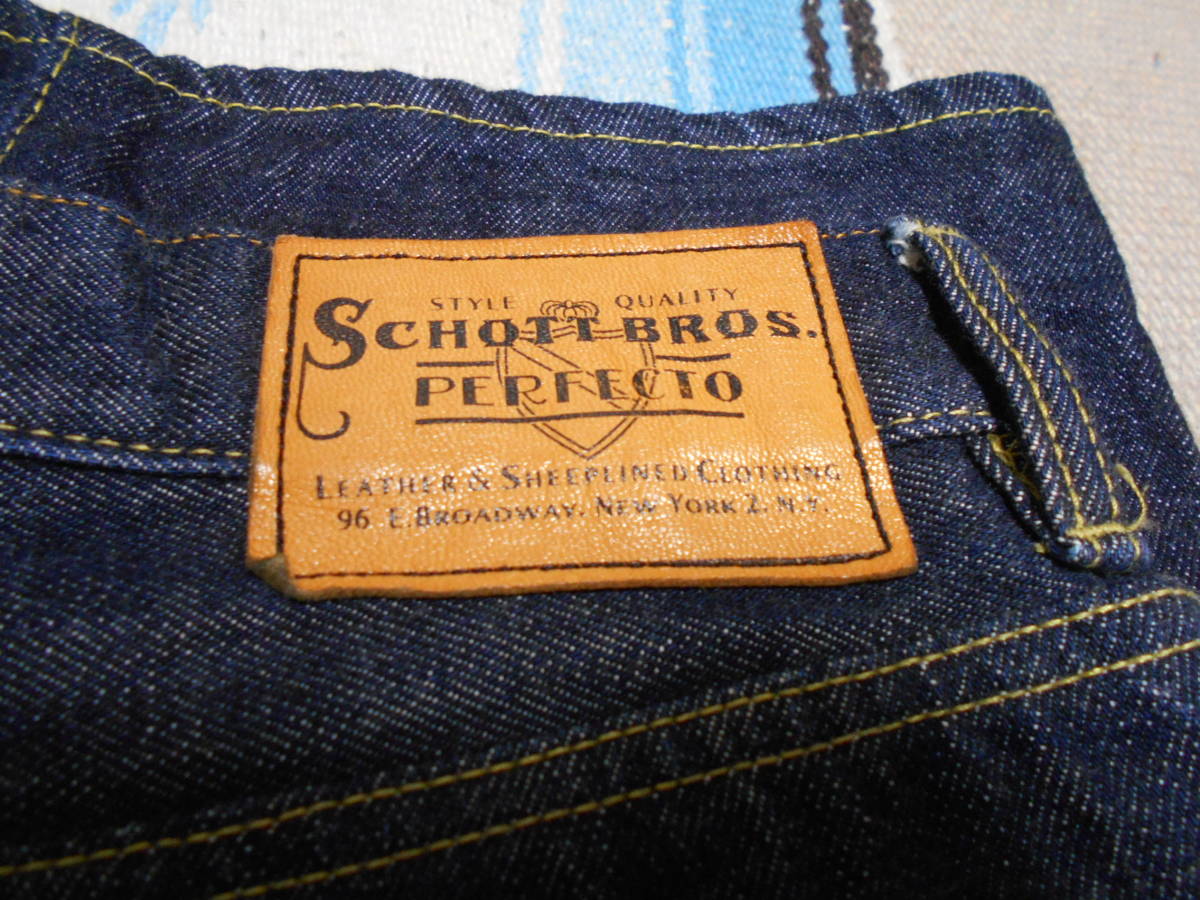 STYLE QUALITY
SCHOTT BROS.
PERFECTO
LEATHER & SHEEPLINED CLOTHING
96 E. BROADWAY. NEW YORK 2. N.Y.